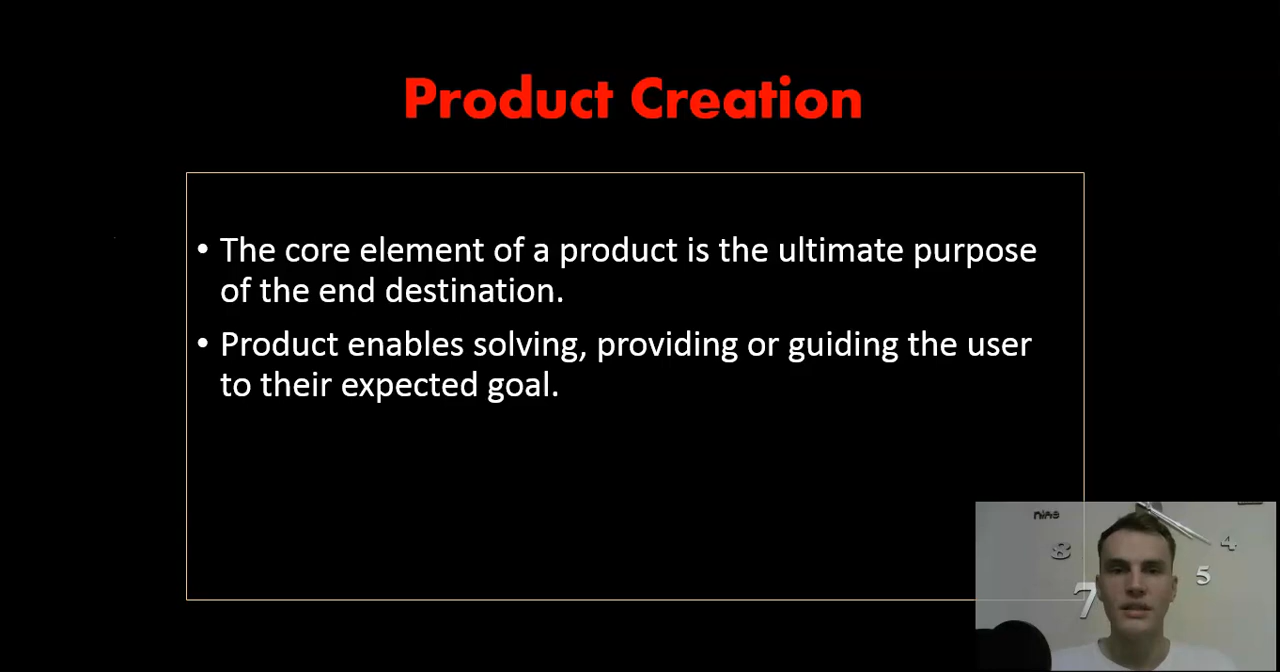 Product Creation
• The core element of a product is the ultimate purpose
of the end destination.
• Product enables solving, providing or guiding the user
to their expected goal.
nine
8
4
5
7